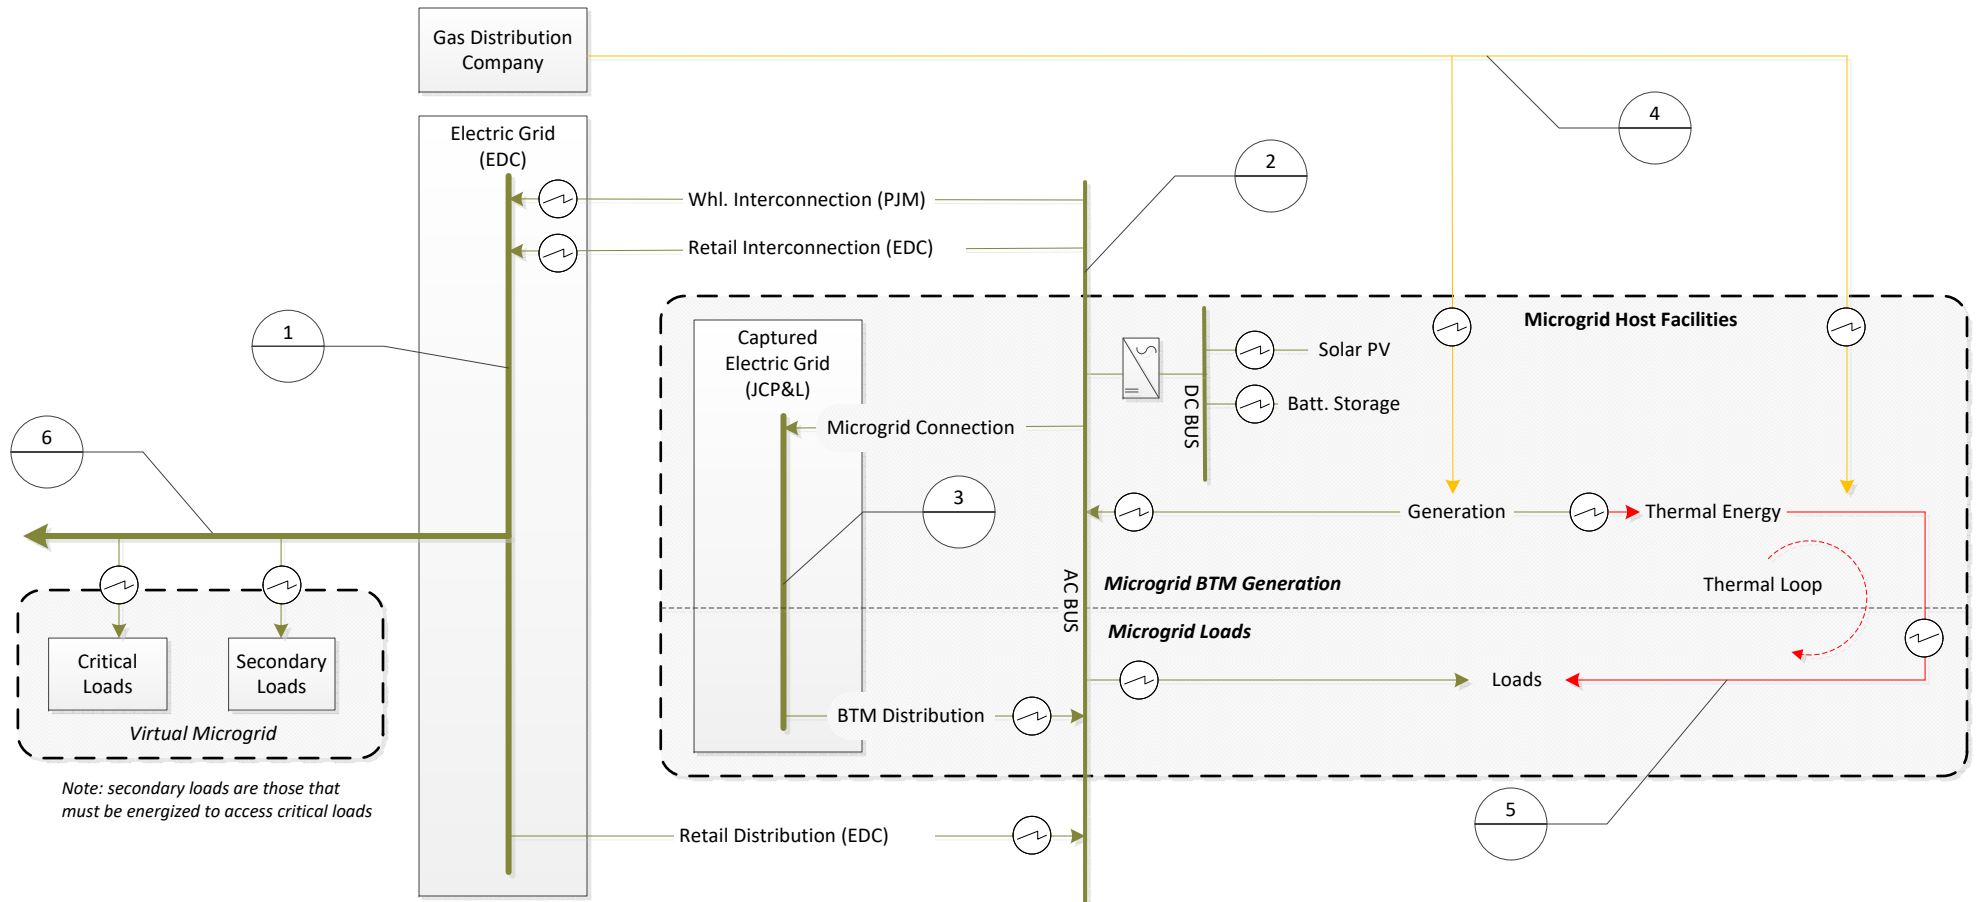 Gas Distribution
Company
4
Electric Grid
(EDC)
2
Whl. Interconnection (PJM)
Retail Interconnection (EDC)
1
Microgrid Host Facilities
Captured
Electric Grid
(JCP&L)
Solar PV
DC BUS
Batt. Storage
Microgrid Connection
6
3
Generation
Thermal Energy
AC BUS
Microgrid BTM Generation
Thermal Loop
Microgrid Loads
Critical
Loads
Secondary
Loads
Loads
BTM Distribution
Virtual Microgrid
Note: secondary loads are those that
must be energized to access critical loads
5
Retail Distribution (EDC)